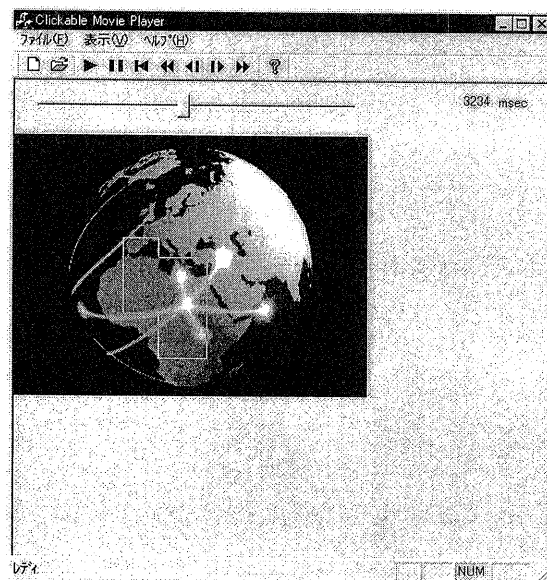 Clickable Movie Player
ﾌｧｲﾙ(F) 表示(V) ﾍﾙﾌﾟ(H)
3234 msec
ﾚﾃﾞｨ
NUM